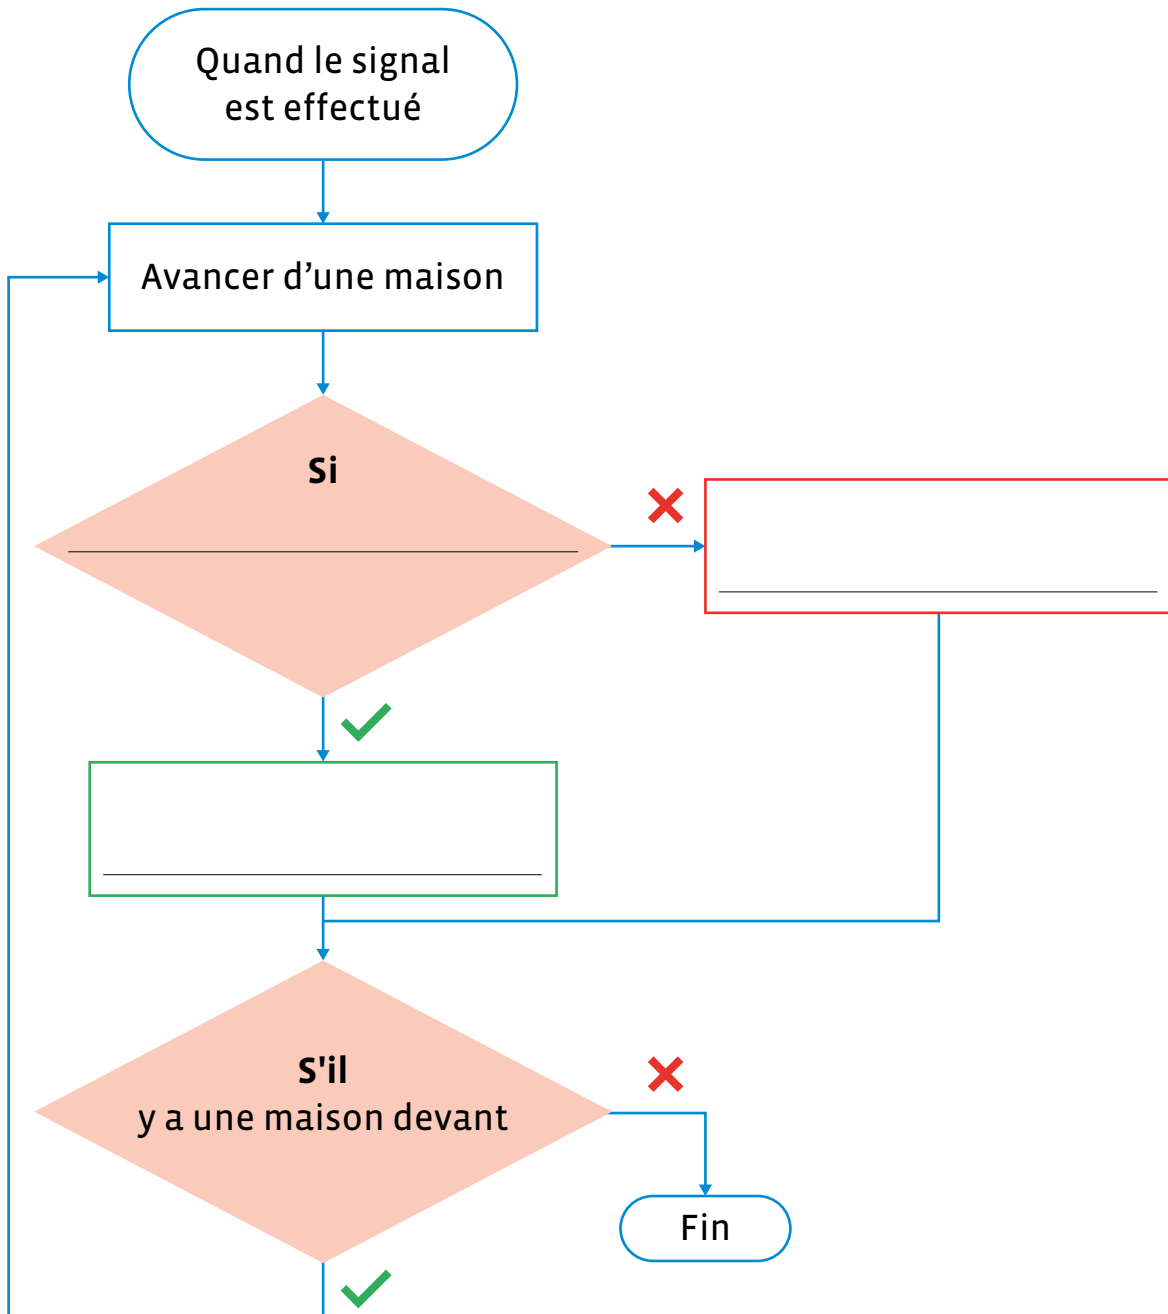 Quand le signal
est effectué
Avancer d’une maison
Si
S'il
y a une maison devant
Fin